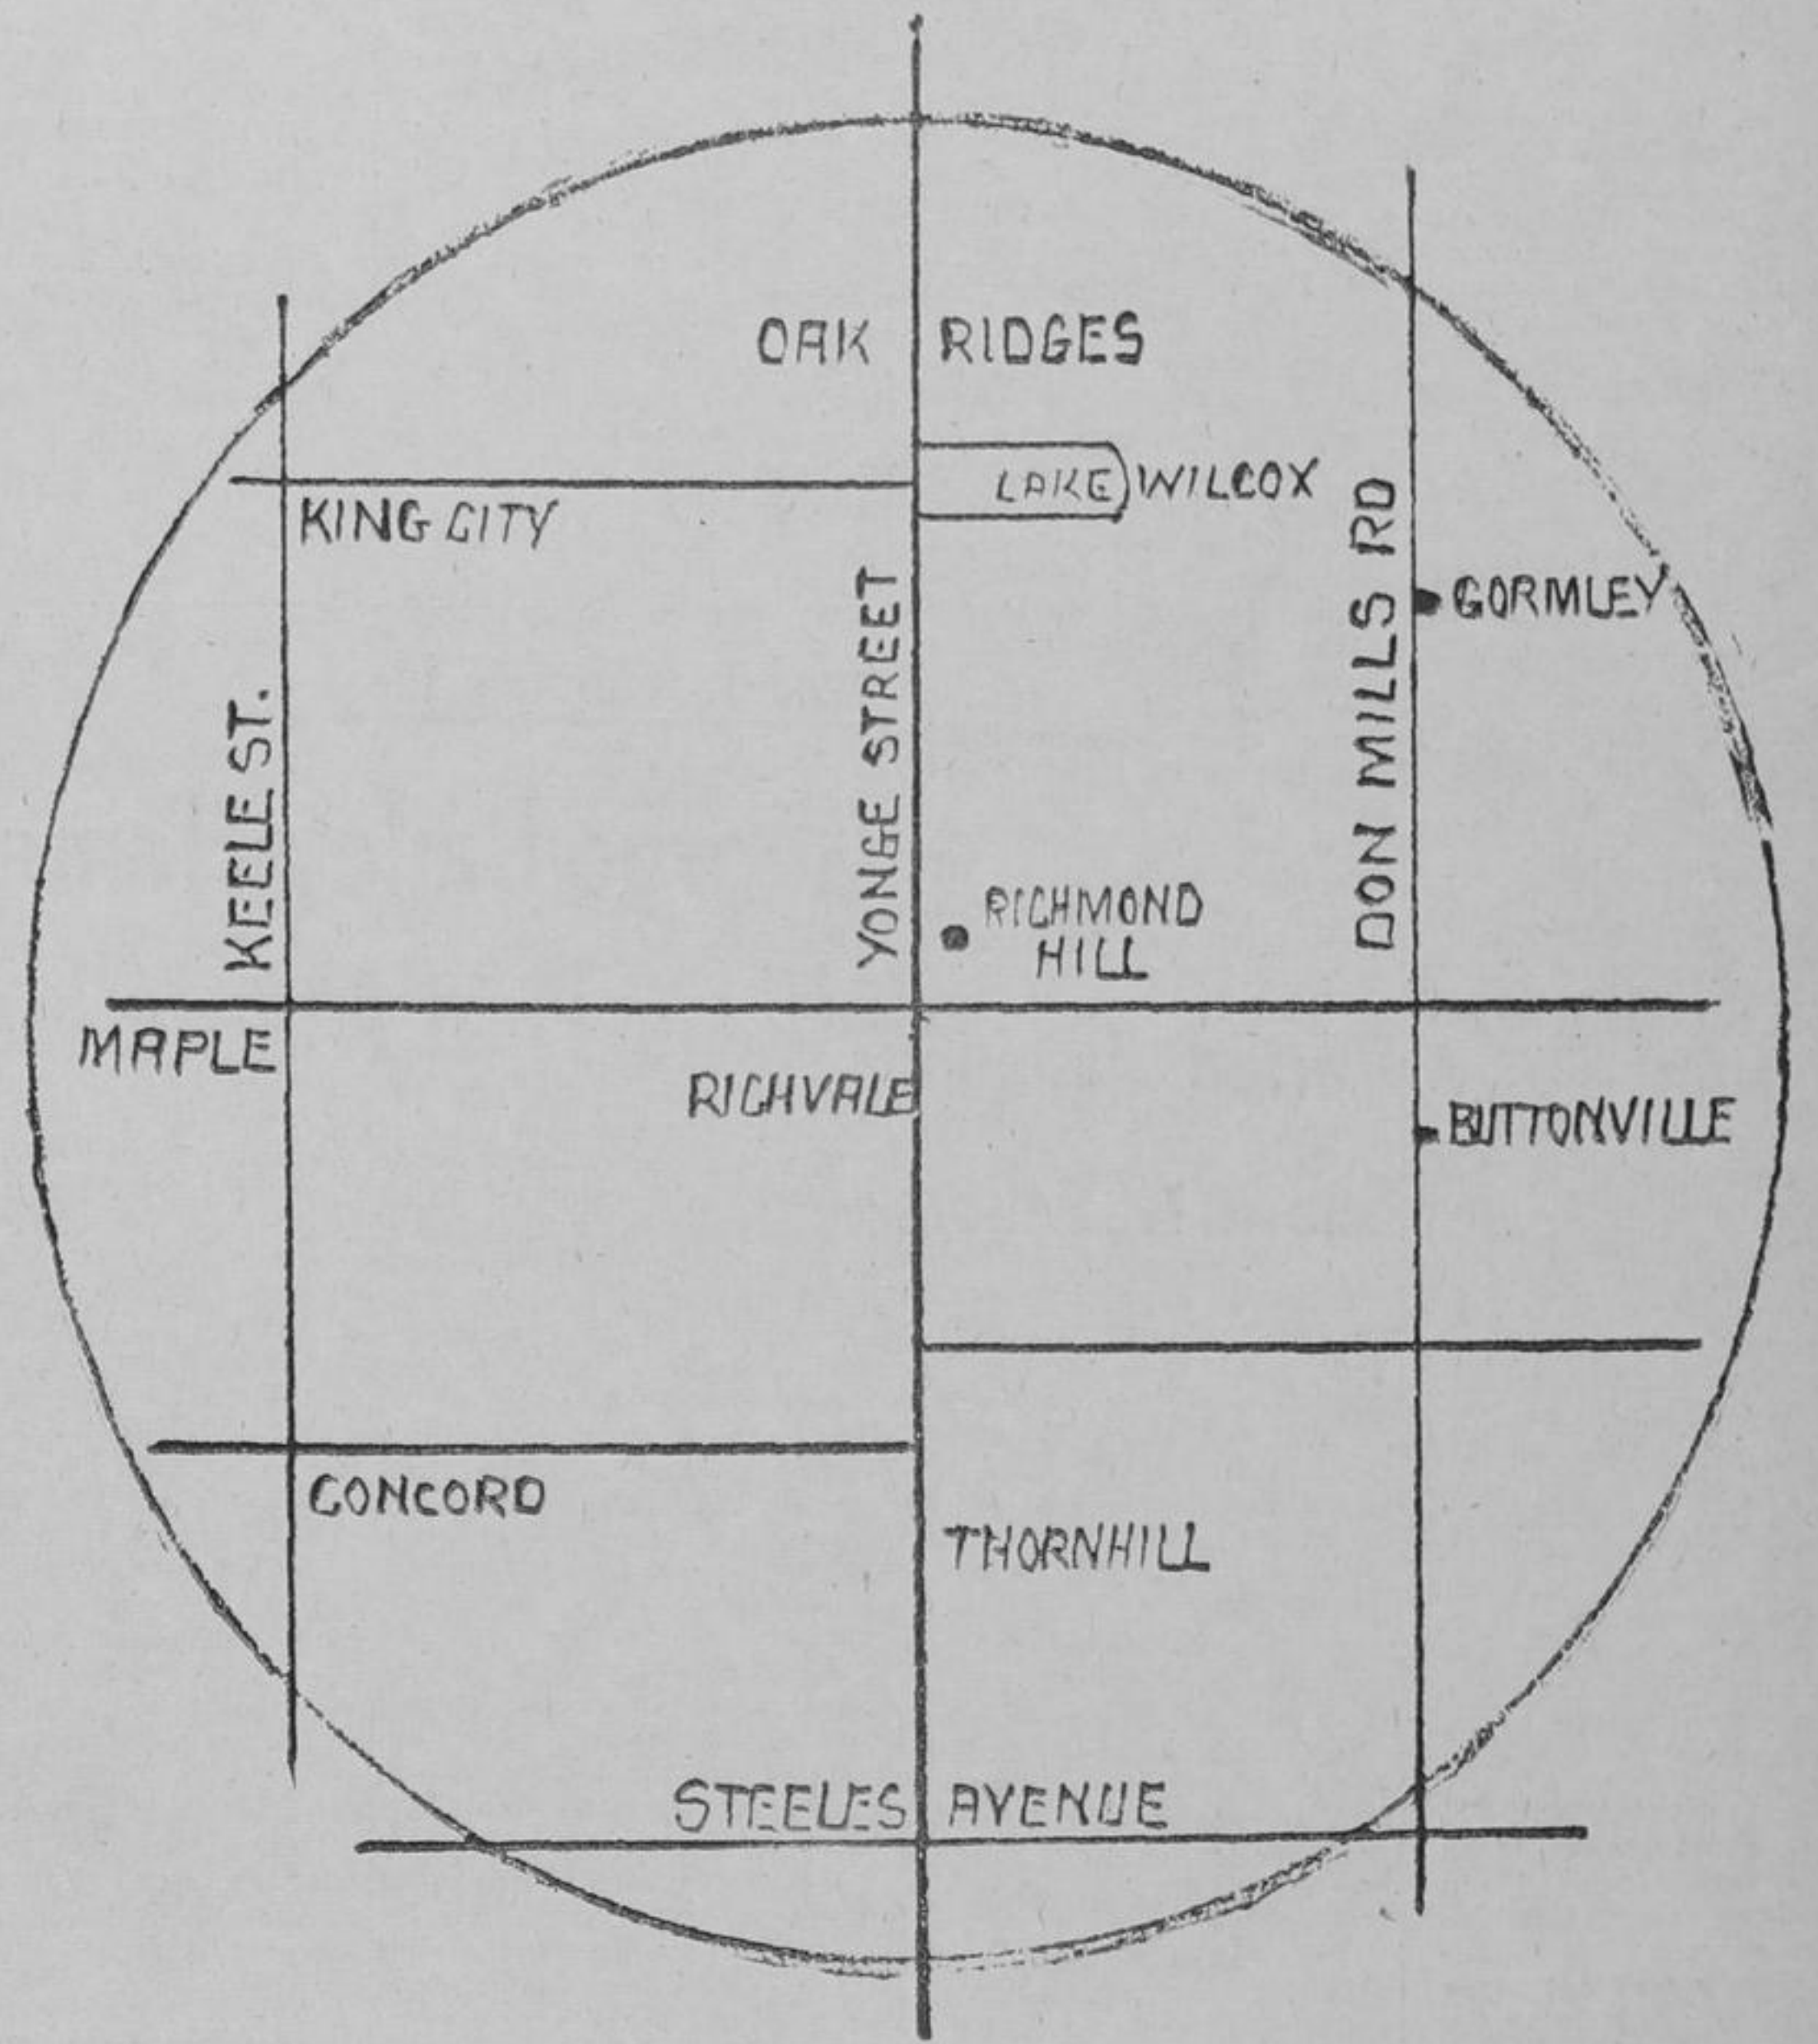 OAK RIDGES
LAKE WILCOX
KING CITY
DON MILLS RD
YONGE STREET
GORMLEY
KEELE ST.
RICHMOND
HILL
MAPLE
RICHVALE
BUTTONVILLE
CONCORD
THORNHILL
STEELES AVENUE